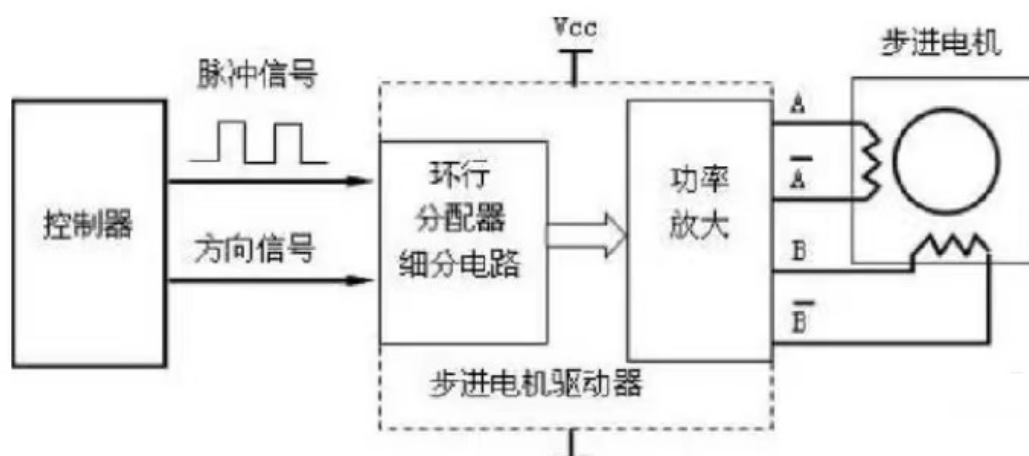 Vcc
步进电机
脉冲信号
A
环行
分配器
细分电路
功率
放大
A̅
控制器
方向信号
B
B̅
步进电机驱动器